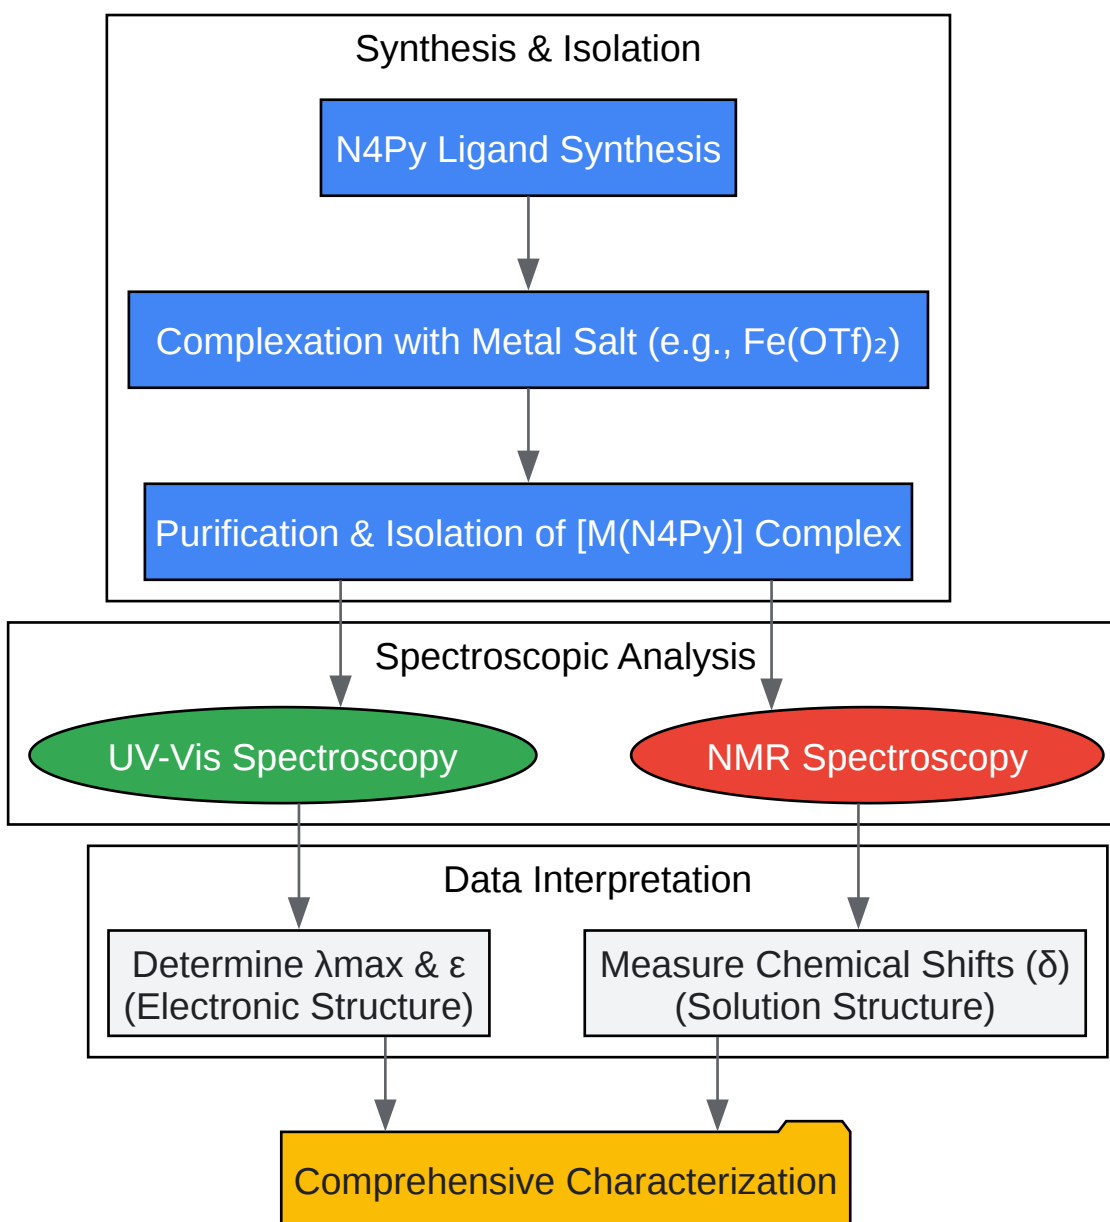 Synthesis & Isolation
N4Py Ligand Synthesis
Complexation with Metal Salt (e.g., Fe(OTf)₂)
Purification & Isolation of [M(N4Py)] Complex
Spectroscopic Analysis
UV-Vis Spectroscopy
NMR Spectroscopy
Data Interpretation
Determine λmax & ε
(Electronic Structure)
Measure Chemical Shifts (δ)
(Solution Structure)
Comprehensive Characterization